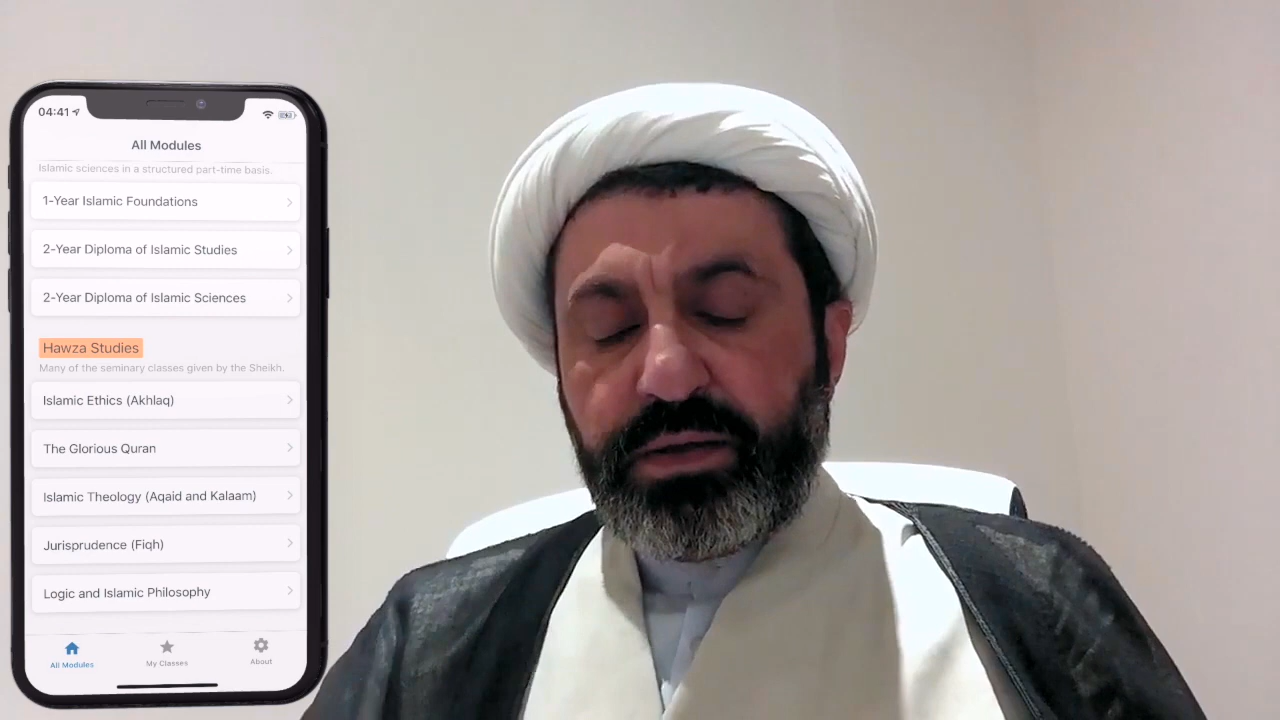 04:41
All Modules
Islamic sciences in a structured part-time basis.
1-Year Islamic Foundations
2-Year Diploma of Islamic Studies
2-Year Diploma of Islamic Sciences
Hawza Studies
Many of the seminary classes given by the Sheikh.
Islamic Ethics (Akhlaq)
The Glorious Quran
Islamic Theology (Aqaid and Kalaam)
Jurisprudence (Fiqh)
Logic and Islamic Philosophy
All Modules
My Classes
About